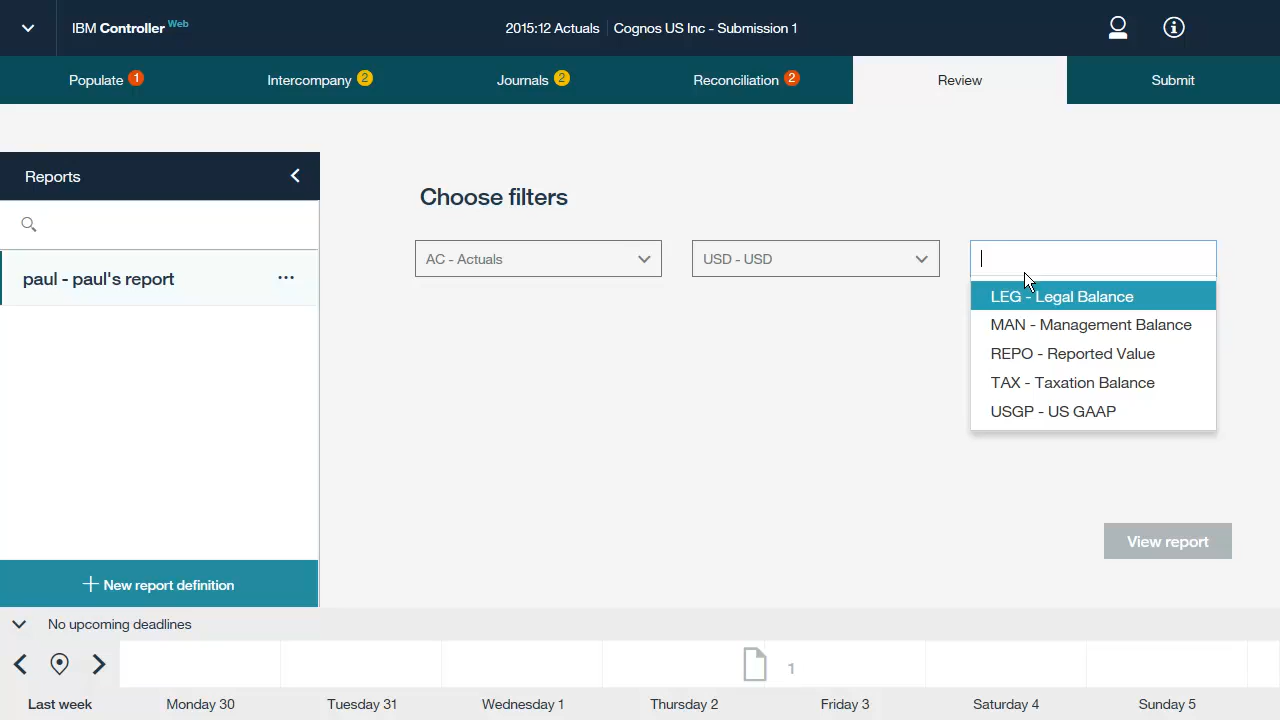 IBM Controller Web
2015:12 Actuals Cognos US Inc - Submission 1
Populate 1
Intercompany 2
Journals 2
Reconciliation 2
Review
Submit
Reports
paul - paul's report
New report definition
Choose filters
AC - Actuals
USD - USD
LEG - Legal Balance
MAN - Management Balance
REPO - Reported Value
TAX - Taxation Balance
USGP - US GAAP
View report
No upcoming deadlines
1
Last week
Monday 30
Tuesday 31
Wednesday 1
Thursday 2
Friday 3
Saturday 4
Sunday 5